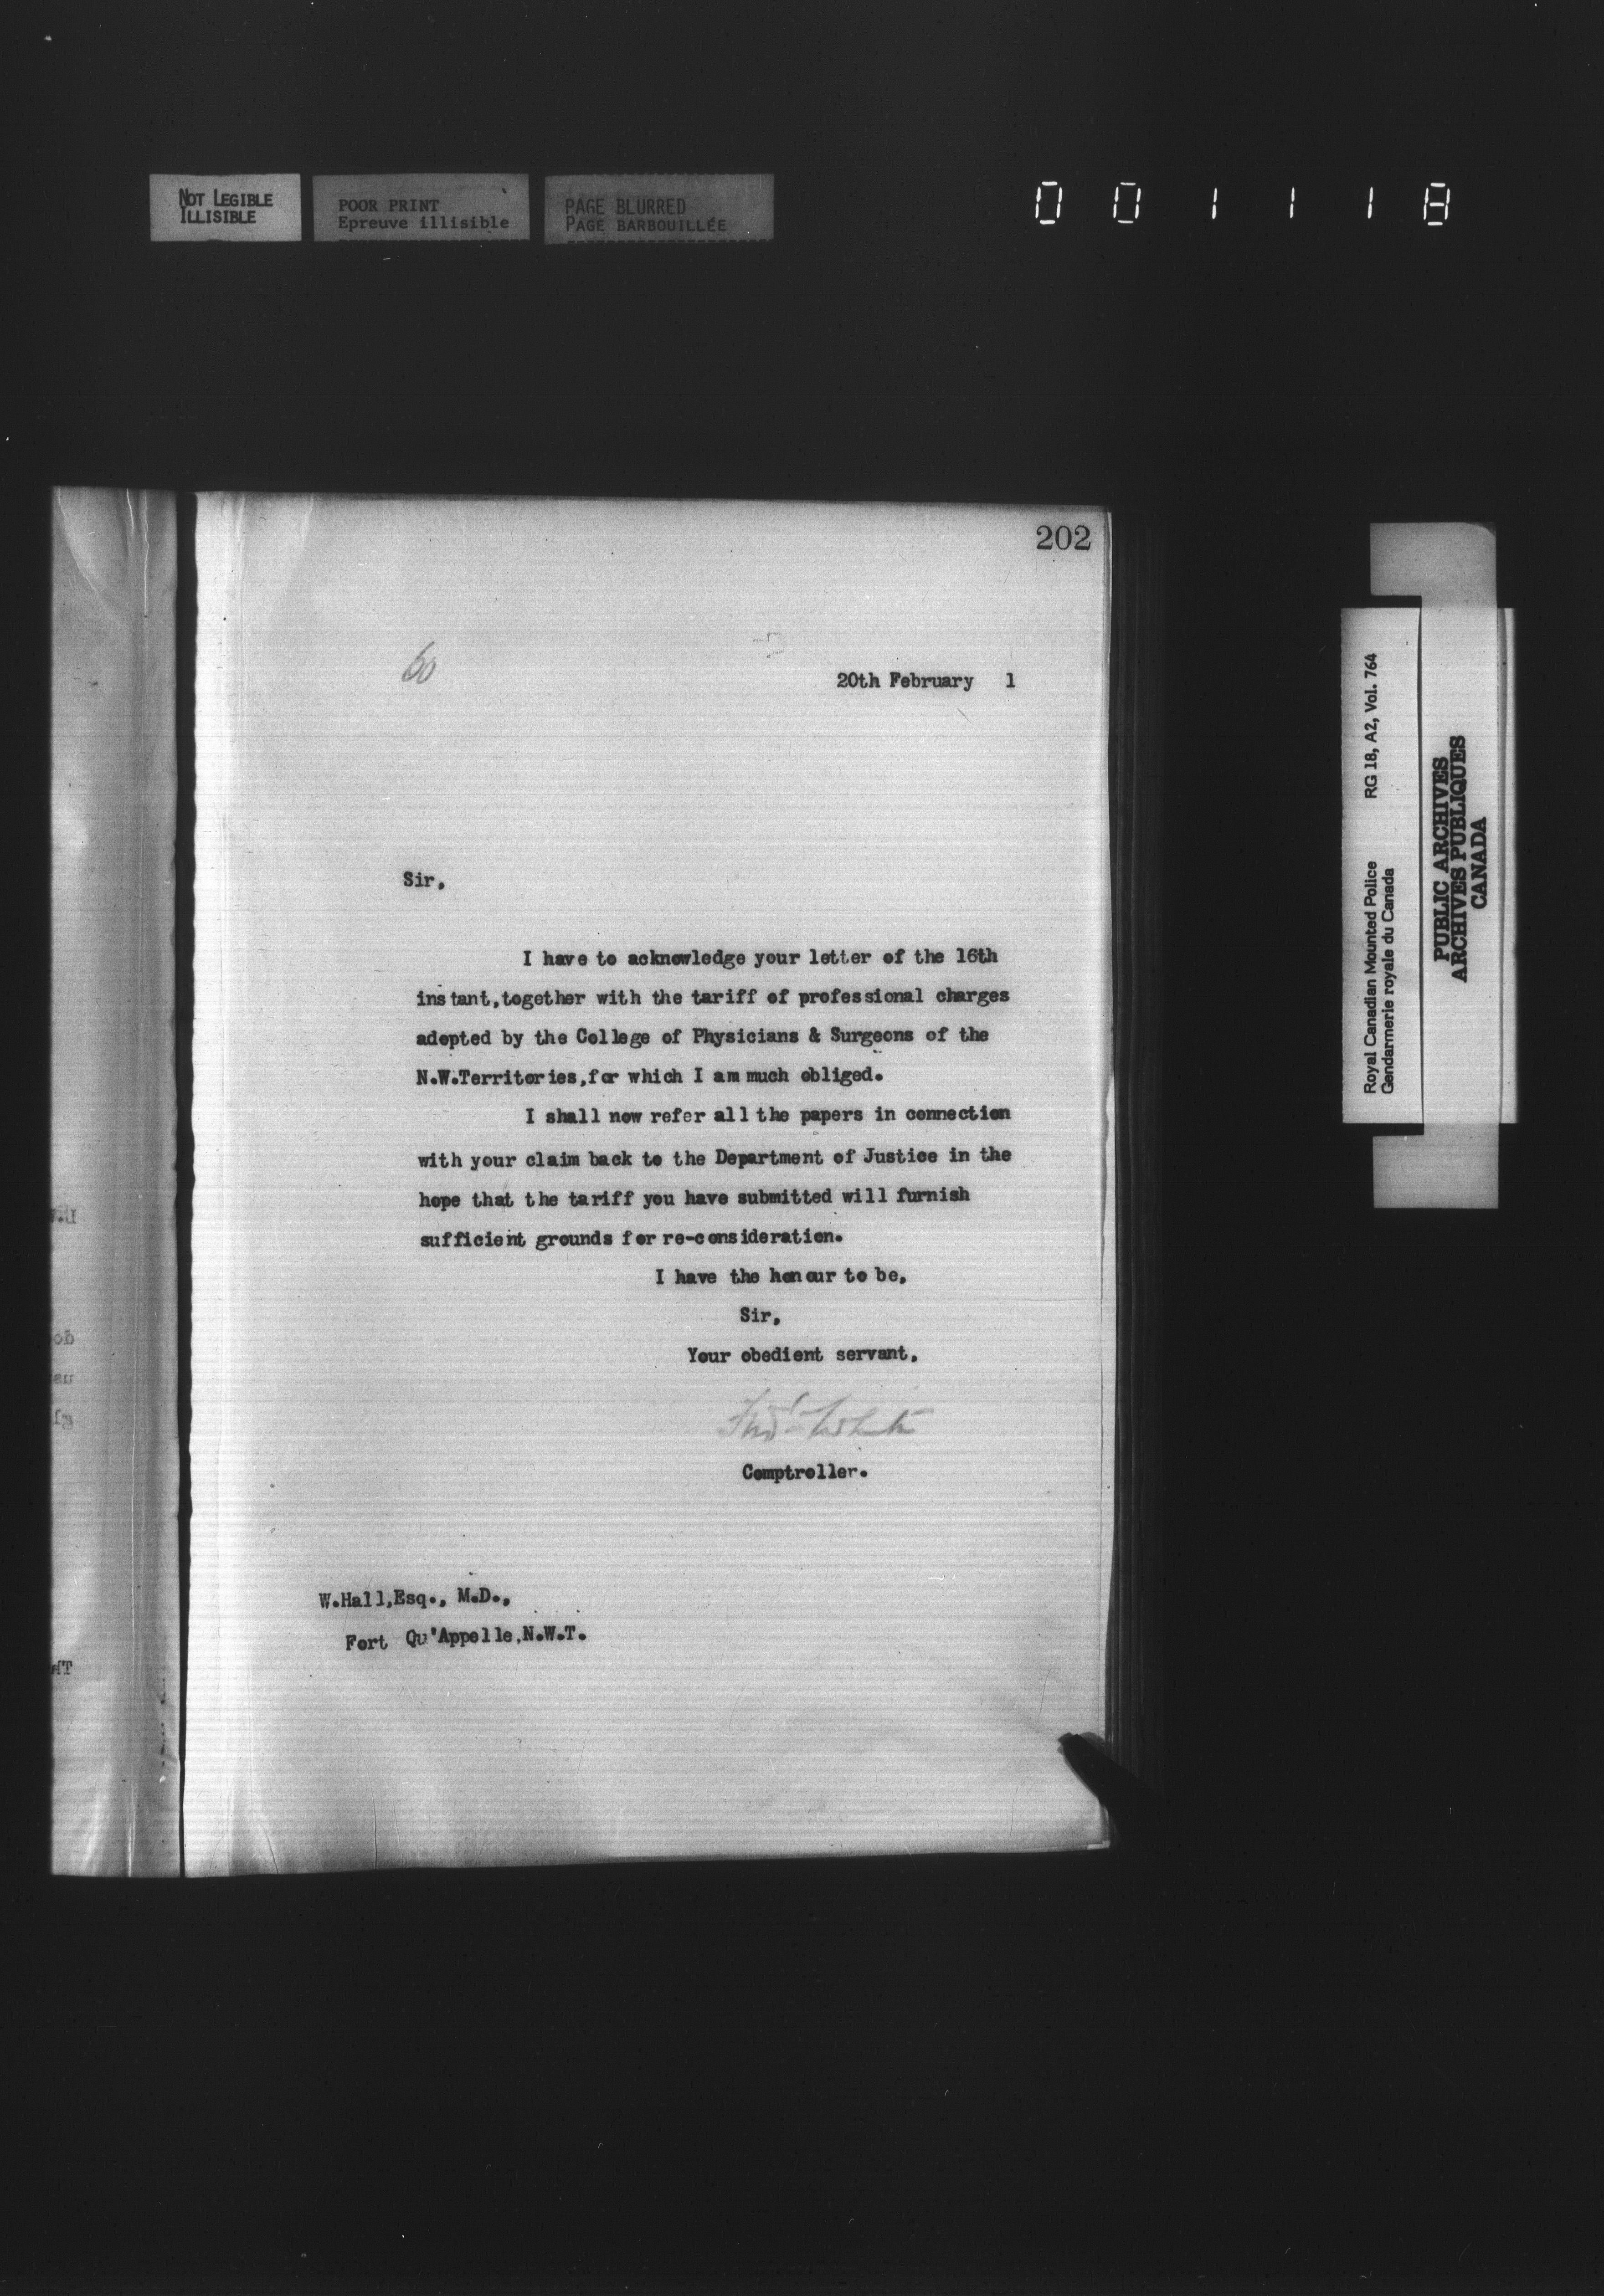 NOT LEGIBLE
ILLISIBLE
POOR PRINT
Epreuve illisible
PAGE BLURRED
PAGE BARBOUILLÉE
001118
202
60
20th February 1
Sir,
I have to acknowledge your letter of the 16th
instant,together with the tariff of professional charges
adopted by the College of Physicians & Surgeons of the
N.W.Territories,for which I am much obliged.
I shall now refer all the papers in connection
with your claim back to the Department of Justice in the
hope that the tariff you have submitted will furnish
sufficient grounds for re-consideration.
I have the honour to be,
Sir,
Your obedient servant,
Fred White
Comptroller.
W.Hall,Esq., M.D.,
Fort Qu'Appelle,N.W.T.
Royal Canadian Mounted Police RG 18, A2, Vol. 764
Gendarmerie royale du Canada
PUBLIC ARCHIVES
ARCHIVES PUBLIQUES
CANADA